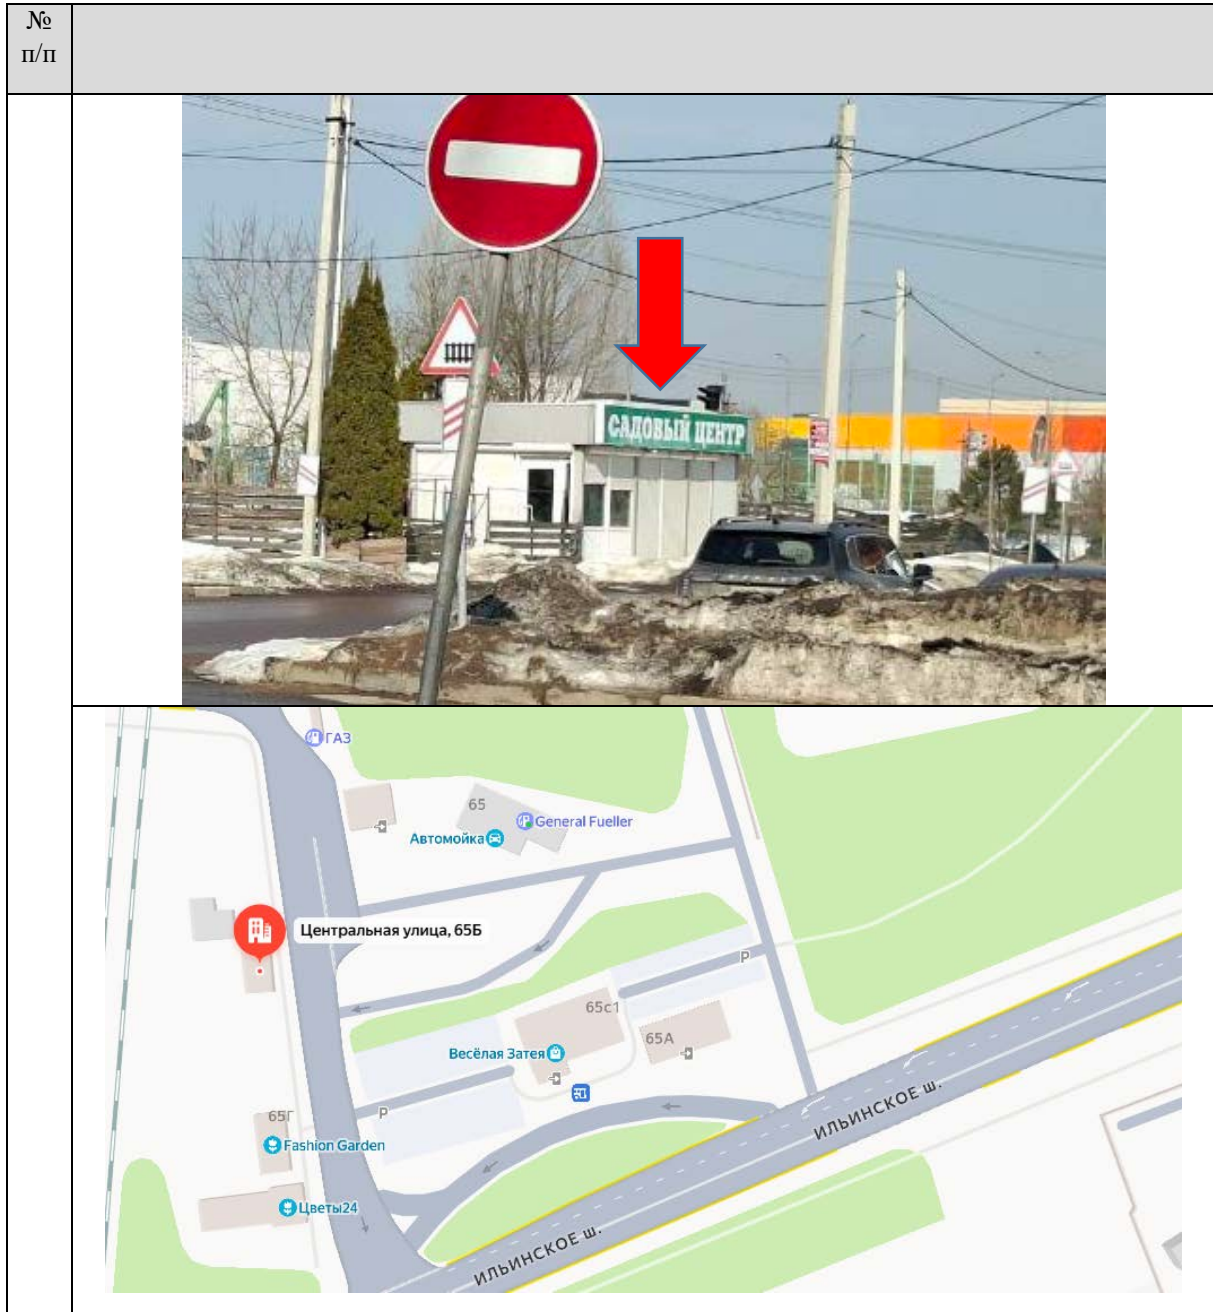 №
п/п
САДОВЫЙ ЦЕНТР
ГАЗ
65
General Fueller
Автомойка
Центральная улица, 65Б
P
65с1
65А
Весёлая Затея
ИЛЬИНСКОЕ ш.
P
65Г
Fashion Garden
Цветы24
ИЛЬИНСКОЕ ш.